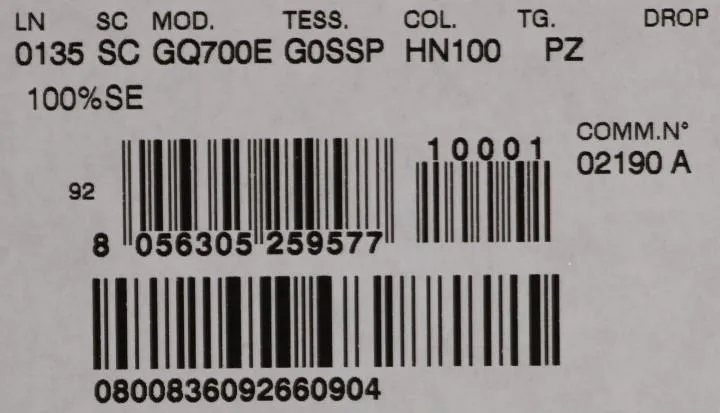 LN SC MOD. TESS. COL. TG. DROP
0135 SC GQ700E G0SSP HN100 PZ
100%SE
COMM.N°
02190 A
10001
92
8 056305 259577
0800836092660904